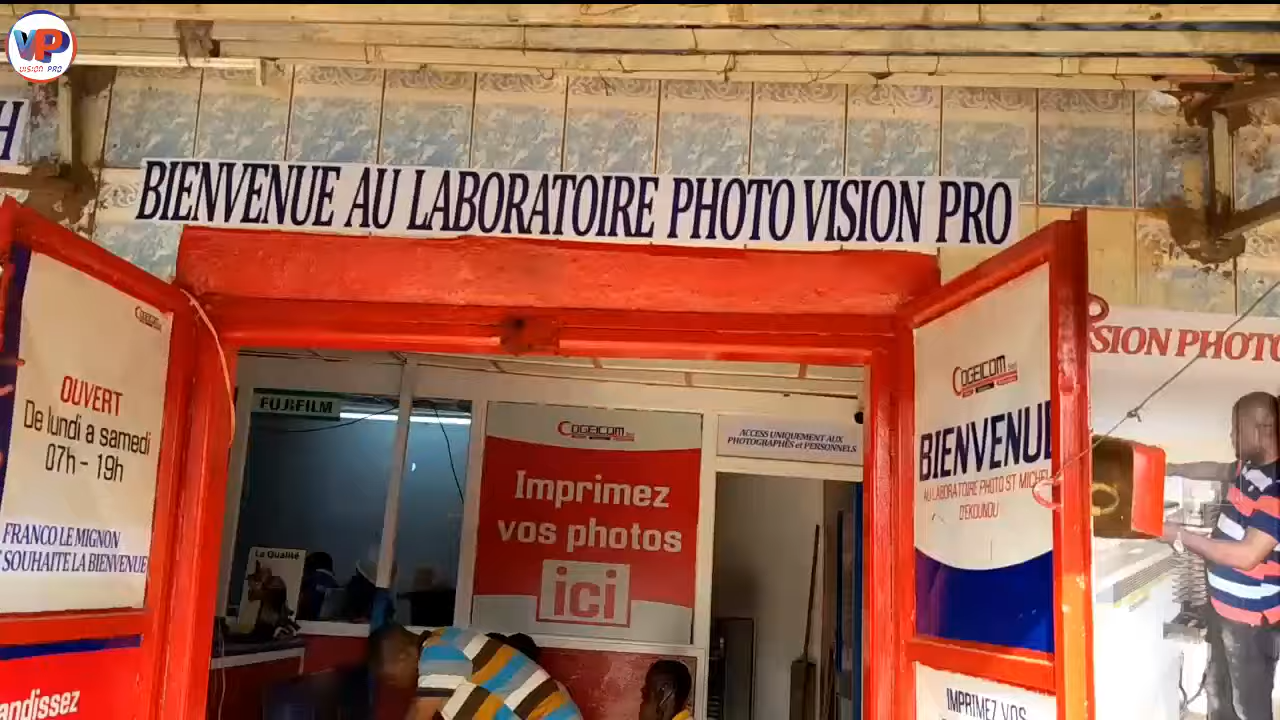 VP
VISION PRO
H
BIENVENUE AU LABORATOIRE PHOTO VISION PRO
COGEICOM
OUVERT
De lundi a samedi
07h - 19h
FRANCO LE MIGNON
SOUHAITE LA BIENVENUE
FUJIFILM
La Qualité
COGEICOM
Imprimez
vos photos
ici
ACCESS UNIQUEMENT AUX
PHOTOGRAPHES et PERSONNELS
COGEICOM Sarl
BIENVENUE
AU LABORATOIRE PHOTO ST MICHEL
D'EKOUNOU
IMPRIMEZ VOS
SION PHOTO
andissez